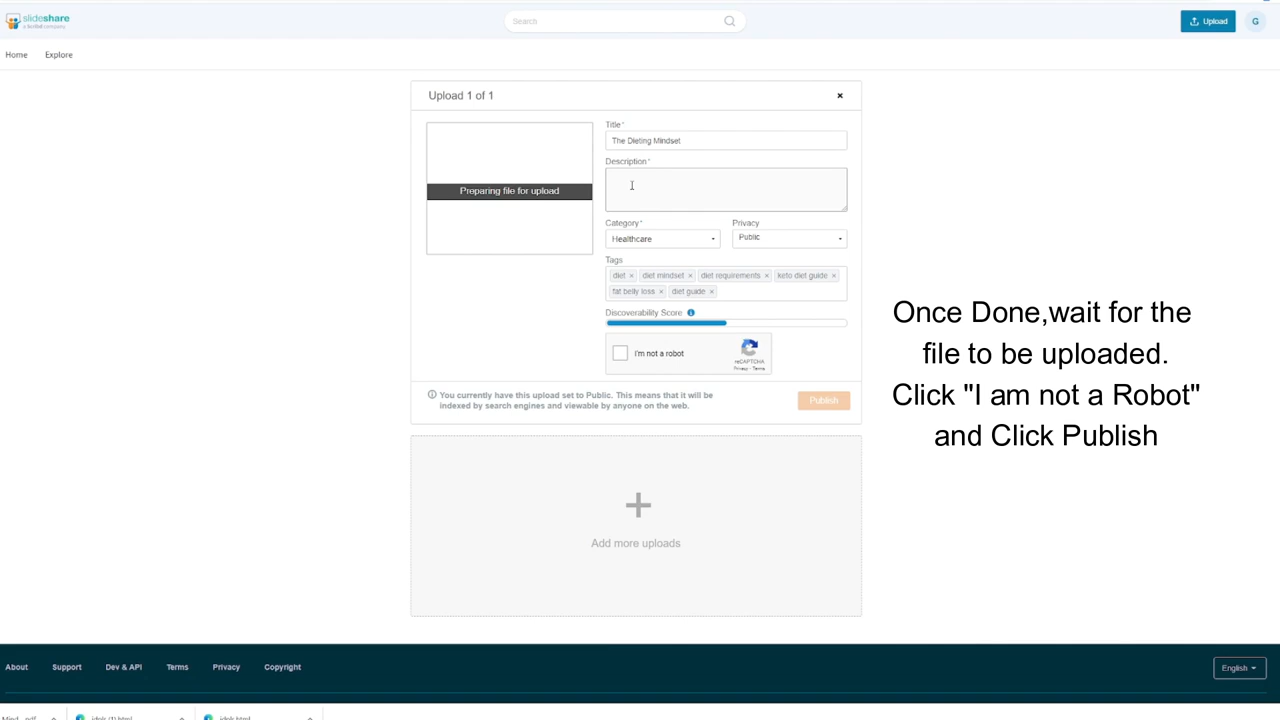 slideshare
a Scribd company
Search
Upload
G
Home
Explore
Upload 1 of 1
×
Title*
The Dieting Mindset
Preparing file for upload
Description*
Category*
Privacy
Healthcare
Public
Tags
diet ×
diet mindset ×
diet requirements ×
keto diet guide ×
fat belly loss ×
diet guide ×
Discoverability Score
I'm not a robot
reCAPTCHA
Privacy - Terms
You currently have this upload set to Public. This means that it will be
indexed by search engines and viewable by anyone on the web.
Publish
Once Done,wait for the
file to be uploaded.
Click "I am not a Robot"
and Click Publish
Add more uploads
About
Support
Dev & API
Terms
Privacy
Copyright
English